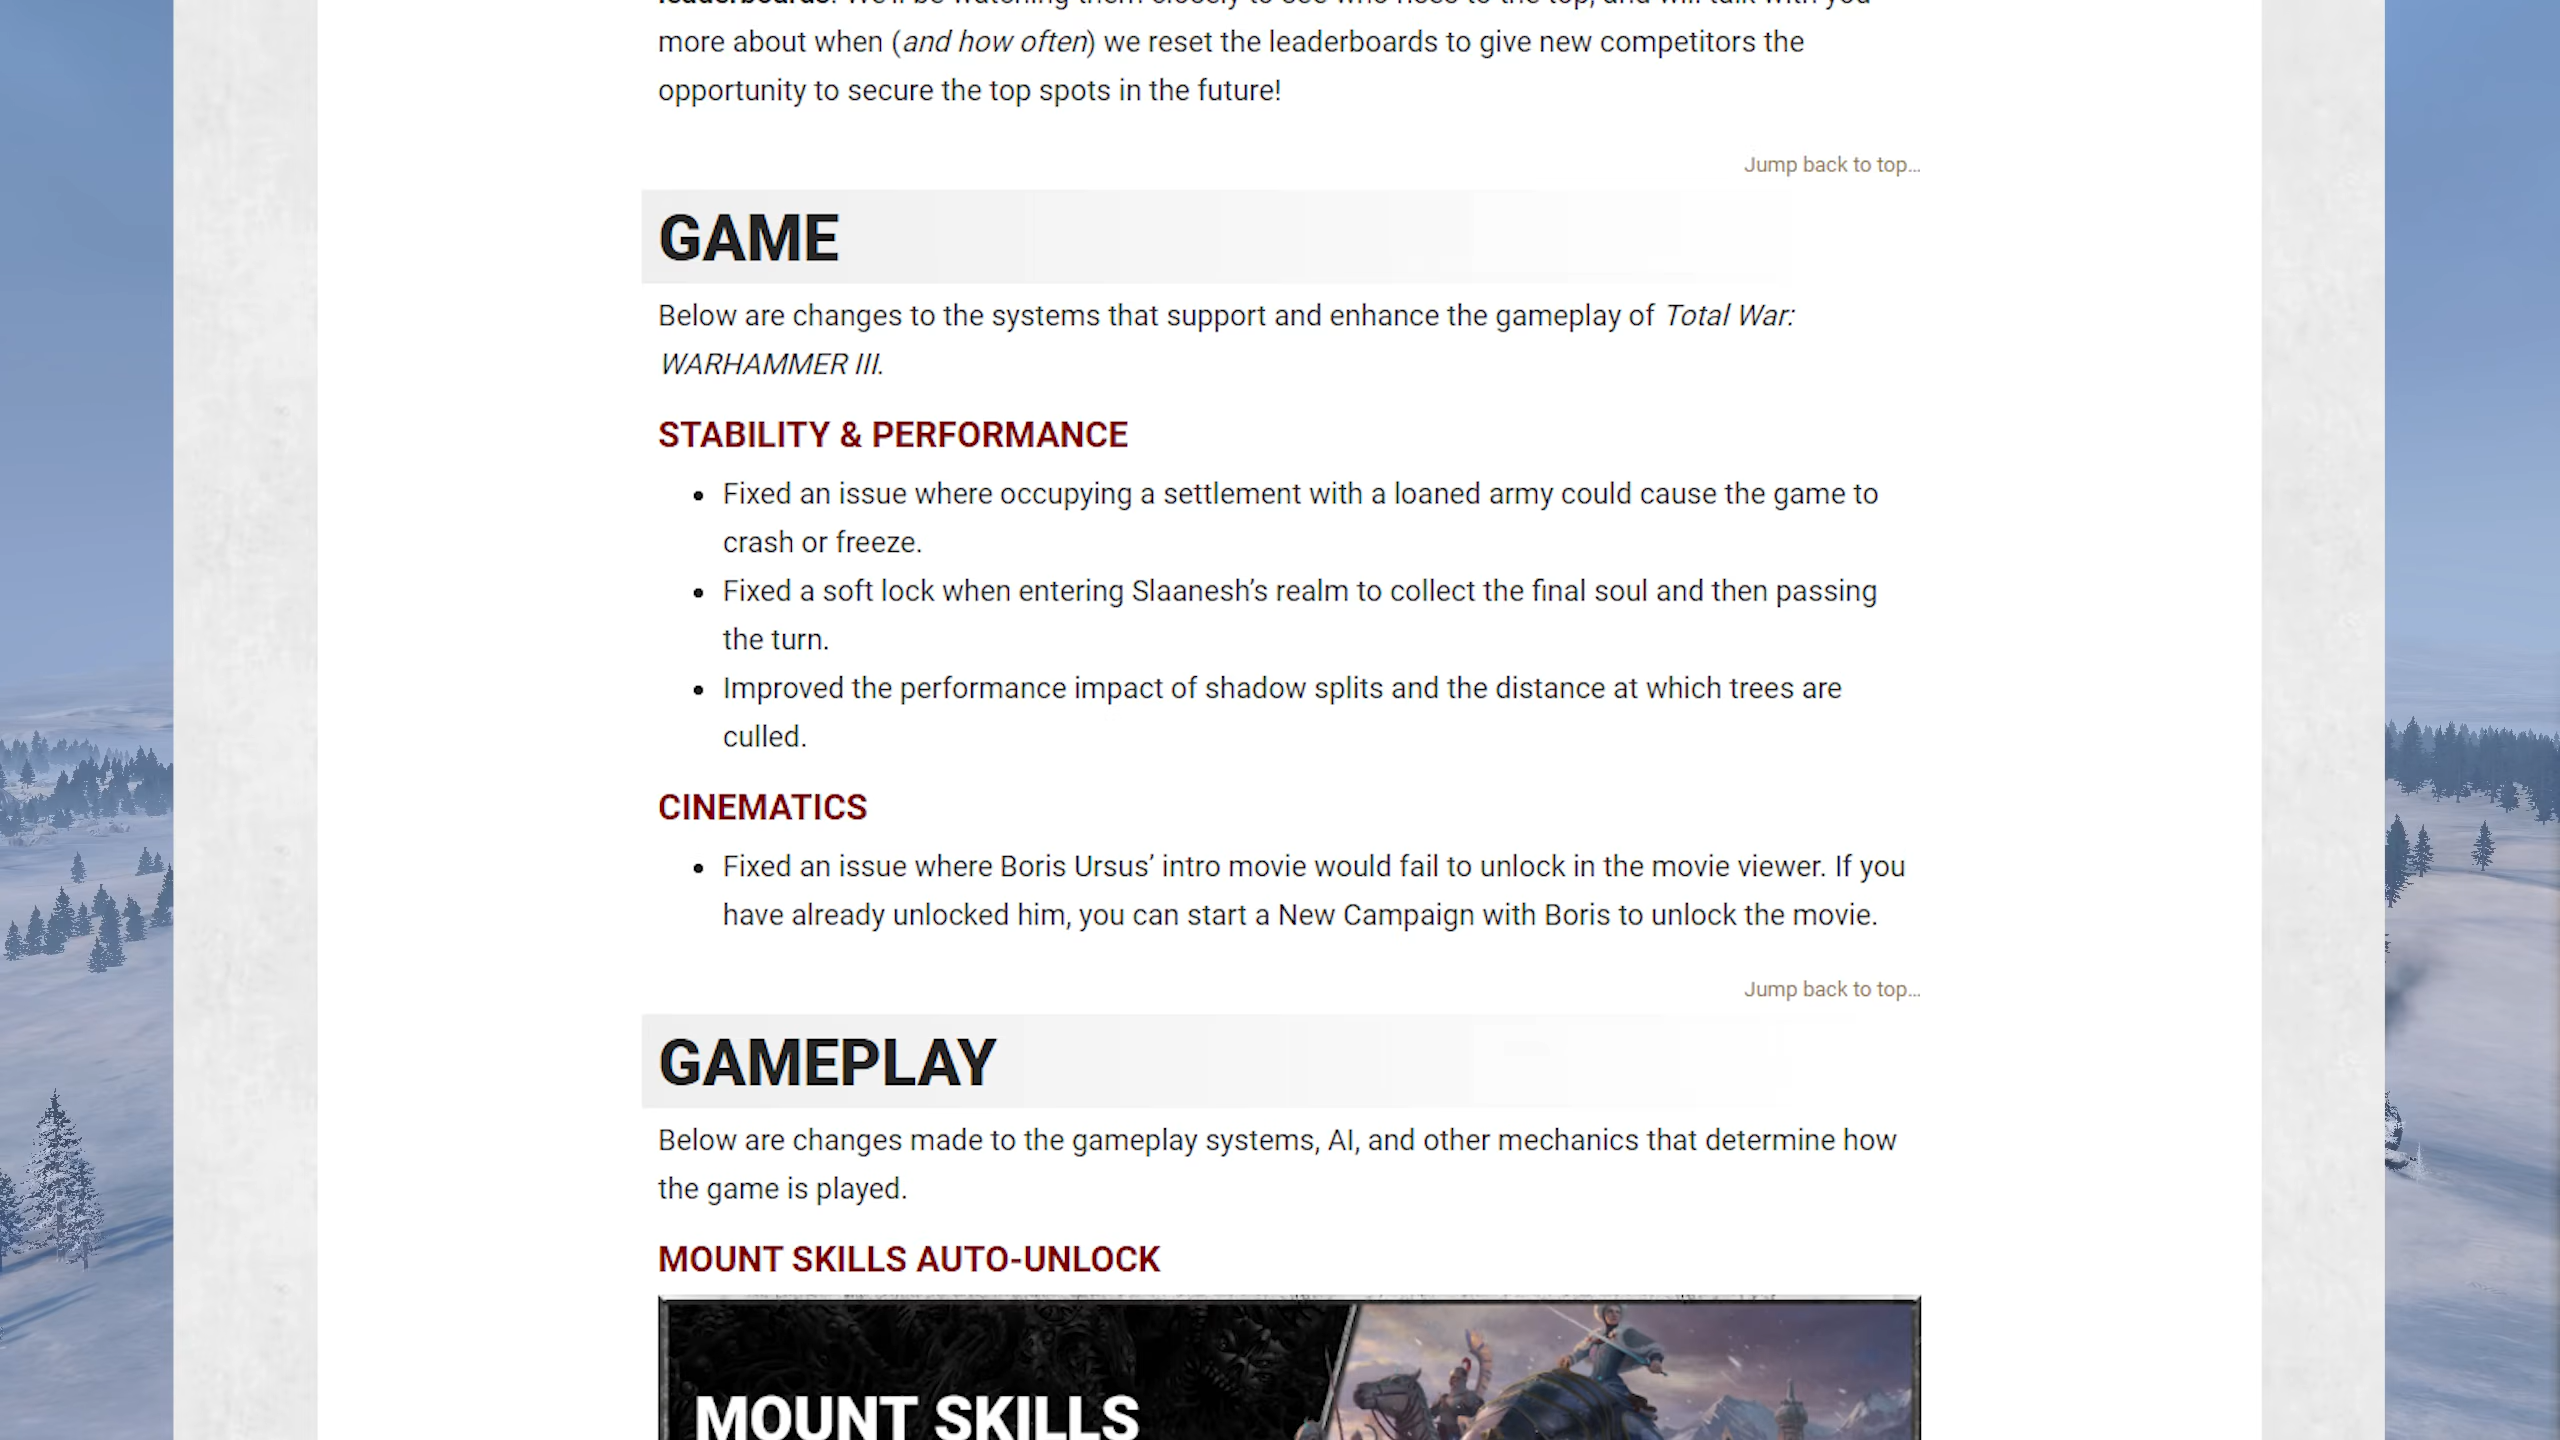 more about when (and how often) we reset the leaderboards to give new competitors the
opportunity to secure the top spots in the future!
Jump back to top...
GAME
Below are changes to the systems that support and enhance the gameplay of Total War:
WARHAMMER III.
STABILITY & PERFORMANCE
• Fixed an issue where occupying a settlement with a loaned army could cause the game to
crash or freeze.
• Fixed a soft lock when entering Slaanesh’s realm to collect the final soul and then passing
the turn.
• Improved the performance impact of shadow splits and the distance at which trees are
culled.
CINEMATICS
• Fixed an issue where Boris Ursus’ intro movie would fail to unlock in the movie viewer. If you
have already unlocked him, you can start a New Campaign with Boris to unlock the movie.
Jump back to top...
GAMEPLAY
Below are changes made to the gameplay systems, AI, and other mechanics that determine how
the game is played.
MOUNT SKILLS AUTO-UNLOCK
MOUNT SKILLS